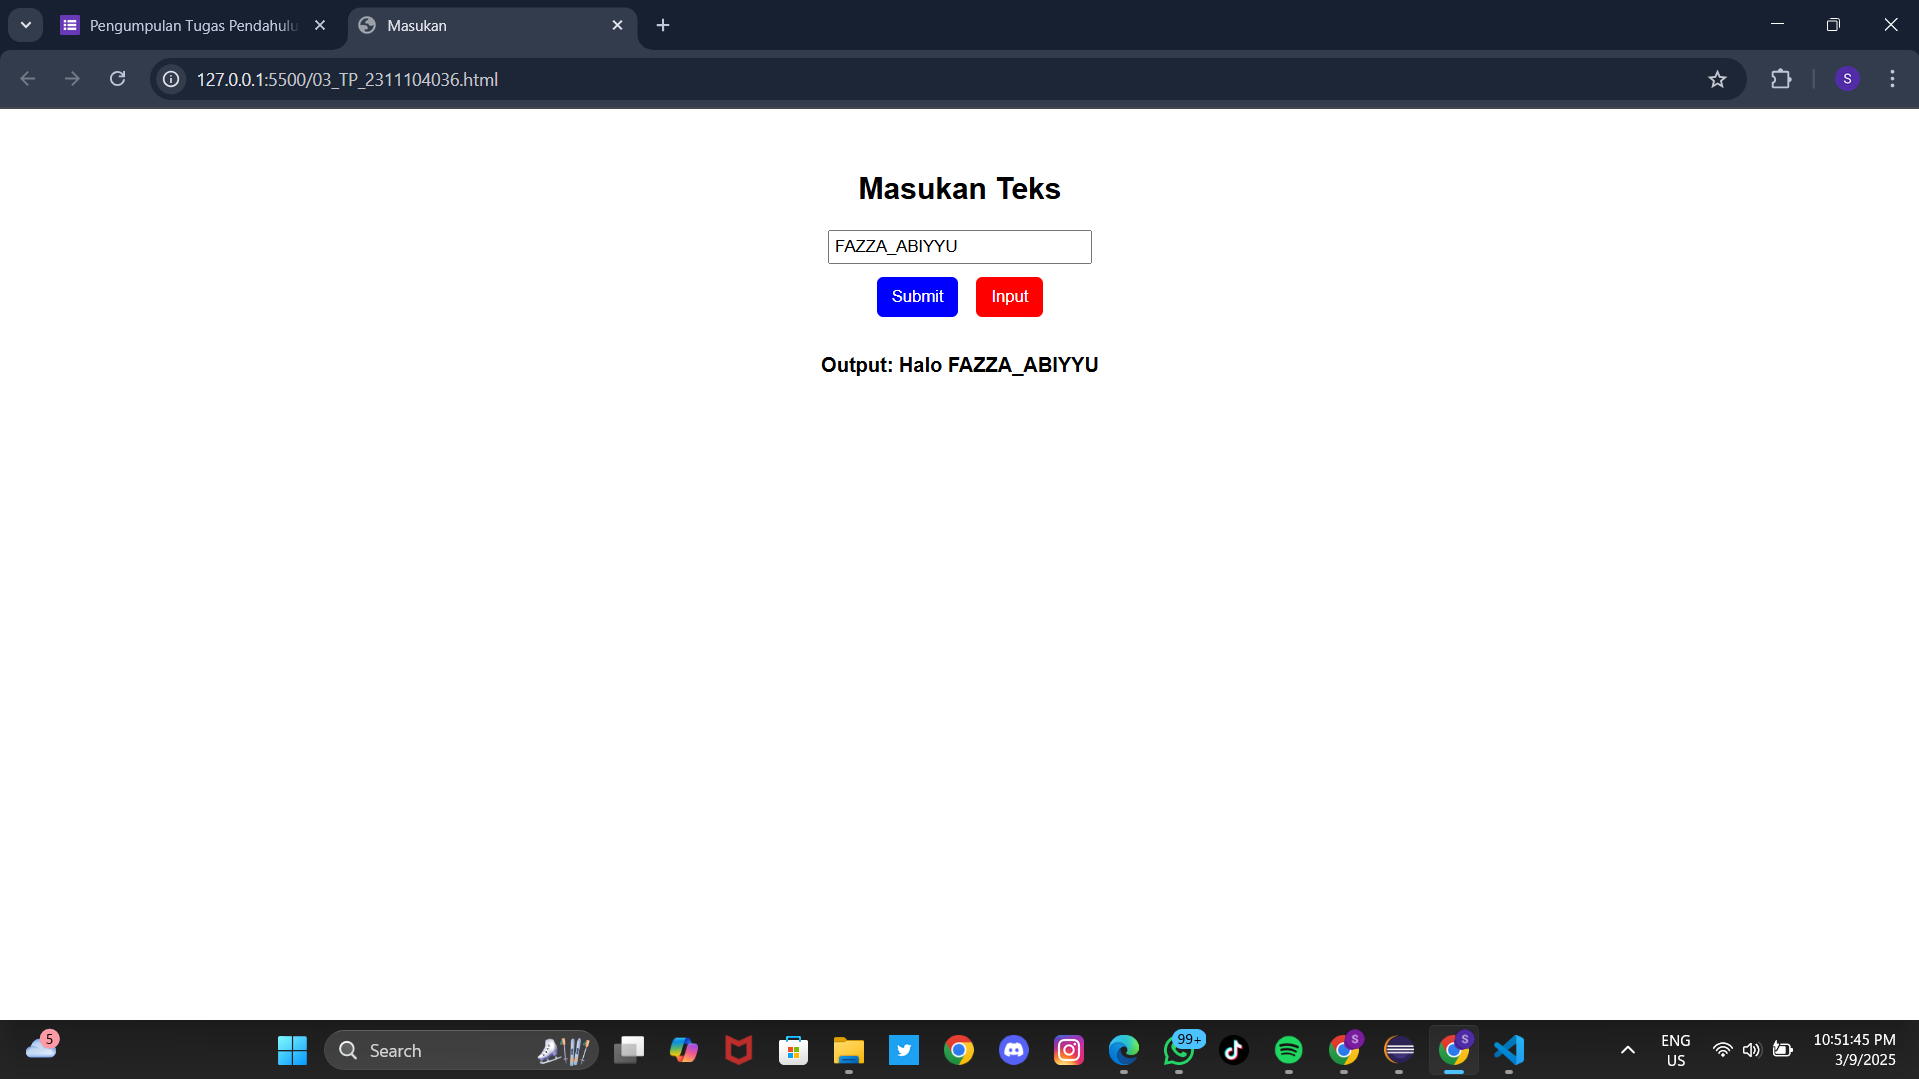 Pengumpulan Tugas Pendahulu
Masukan
127.0.0.1:5500/03_TP_2311104036.html
S
Masukan Teks
FAZZA_ABIYYU
Submit Input
Output: Halo FAZZA_ABIYYU
5
Search
99+
S
S
ENG
US
10:51:45 PM
3/9/2025